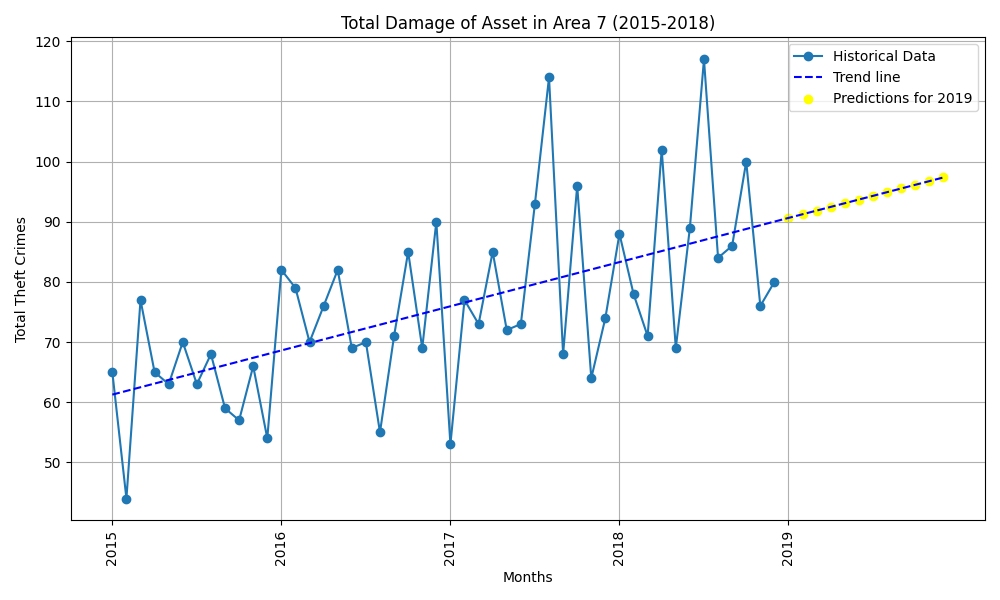 Total Damage of Asset in Area 7 (2015-2018)
Historical Data
Trend line
Predictions for 2019
Total Theft Crimes
120
110
100
90
80
70
60
50
2015
2016
2017
2018
2019
Months